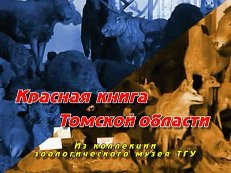 Красная книга
Томской области
Из коллекции
зоологического музея ТГУ